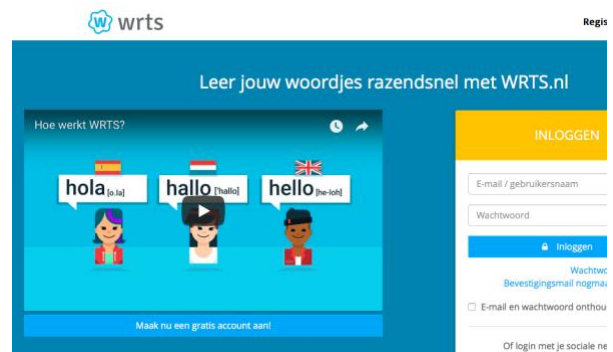 wrts
Regis
Leer jouw woordjes razendsnel met WRTS.nl
Hoe werkt WRTS?
hola [o.la]
hallo ['hallo]
hello [he-loh]
Maak nu een gratis account aan!
INLOGGEN
E-mail / gebruikersnaam
Wachtwoord
Inloggen
Wachtwo
Bevestigingsmail nogmaa
E-mail en wachtwoord onthou
Of login met je sociale ne